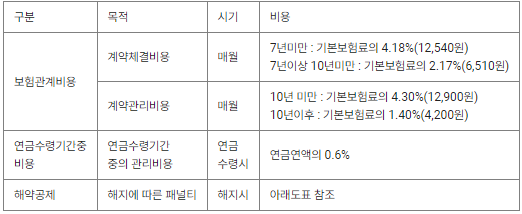 구분 목적 시기 비용
보험관계비용 계약체결비용 매월 7년미만 : 기본보험료의 4.18%(12,540원)
7년이상 10년미만 : 기본보험료의 2.17%(6,510원)
계약관리비용 매월 10년 미만 : 기본보험료의 4.30%(12,900원)
10년이후 : 기본보험료의 1.40%(4,200원)
연금수령기간중 연금수령기간 연금
비용 중의 관리비용 수령시 연금연액의 0.6%
해약공제 해지에 따른 패널티 해지시 아래도표 참조